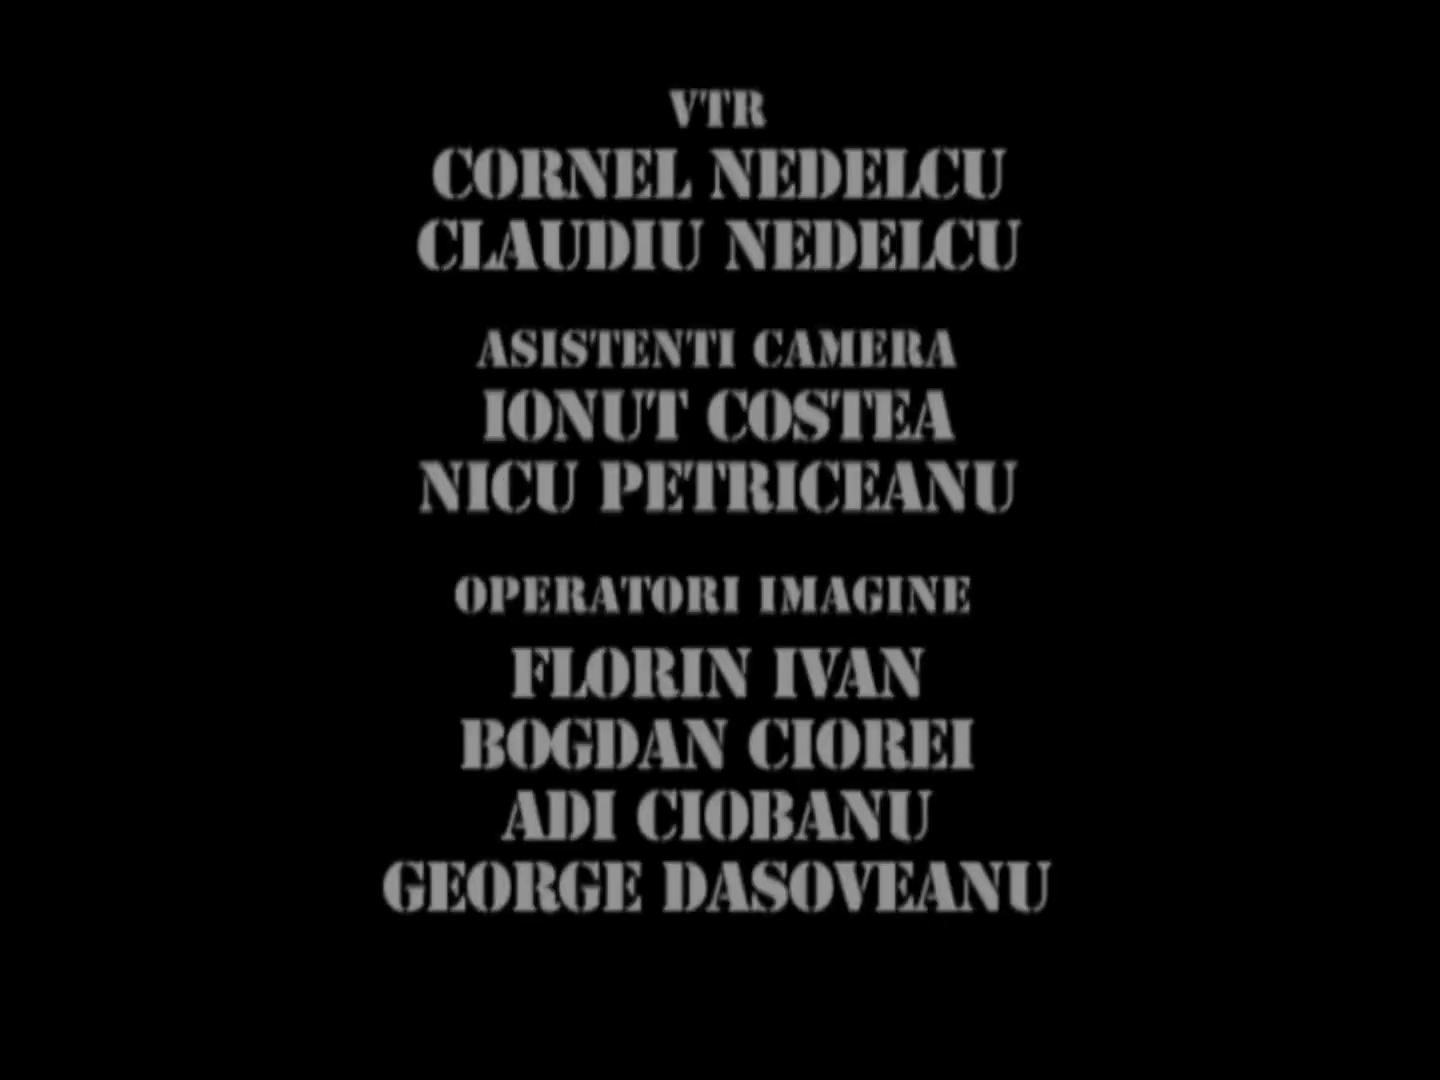 VTR
CORNEL NEDELCU
CLAUDIU NEDELCU
ASISTENTI CAMERA
IONUT COSTEA
NICU PETRICEANU
OPERATORI IMAGINE
FLORIN IVAN
BOGDAN CIOREI
ADI CIOBANU
GEORGE DASOVEANU